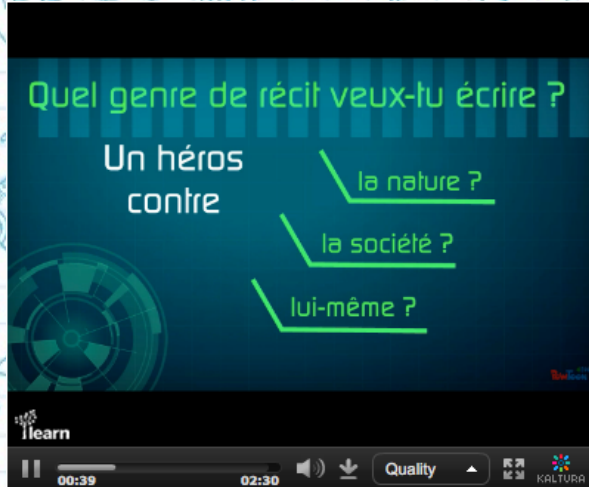 Quel genre de récit veux-tu écrire ?
Un héros
contre
la nature ?
la société ?
lui-même ?
PowToon
learn
00:39
02:30
Quality
KALTURA